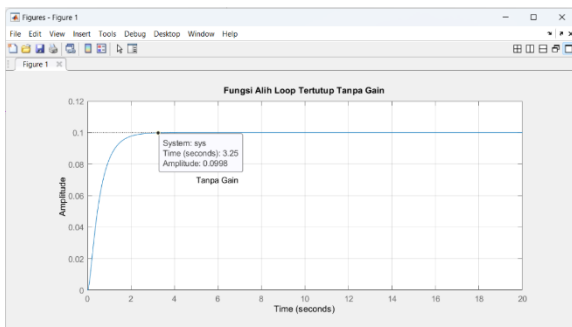 Figures - Figure 1
File Edit View Insert Tools Debug Desktop Window Help
Figure 1
Fungsi Alih Loop Tertutup Tanpa Gain
0.12
0.1
0.08
0.06
0.04
0.02
0
Amplitude
System: sys
Time (seconds): 3.25
Amplitude: 0.0998
Tanpa Gain
0 2 4 6 8 10 12 14 16 18 20
Time (seconds)